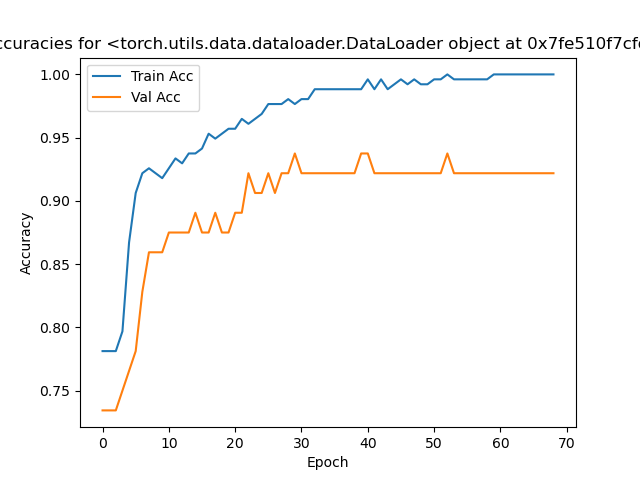 ccuracies for <torch.utils.data.dataloader.DataLoader object at 0x7fe510f7cf
Train Acc
Val Acc
1.00
0.95
0.90
0.85
0.80
0.75
Accuracy
0 10 20 30 40 50 60 70
Epoch